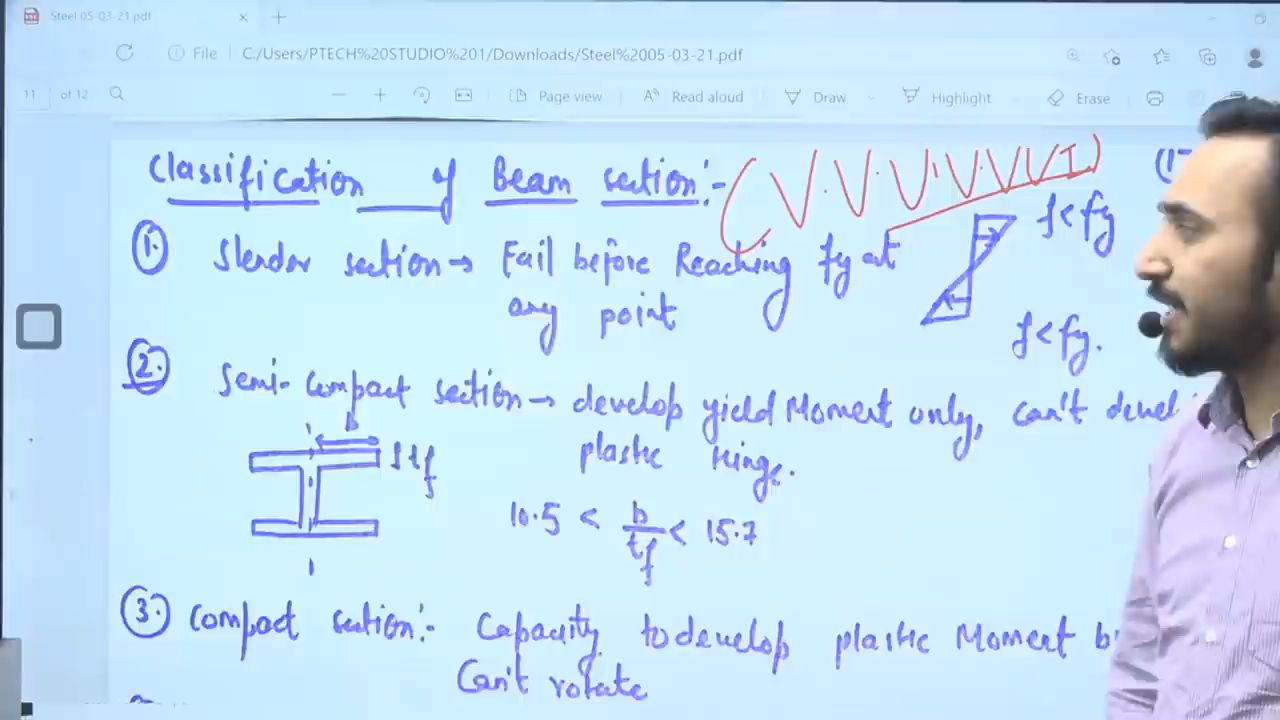 Steel 05-03-21.pdf
File C:/Users/PTECH%20STUDIO%201/Downloads/Steel%2005-03-21.pdf
11 of 12 Page view Read aloud Draw Highlight Erase
Classification of Beam section:- (V.V.V.V.V.V.I.)
1. Slender section → Fail before Reaching fy at
any point
f < fy
f < fy.
2. Semi-Compact section → develop yield Moment only, can't devel
plastic hinge.
b
tf
10.5 < b/tf < 15.7
3. Compact section:- Capacity to develop plastic Moment b
Can't rotate